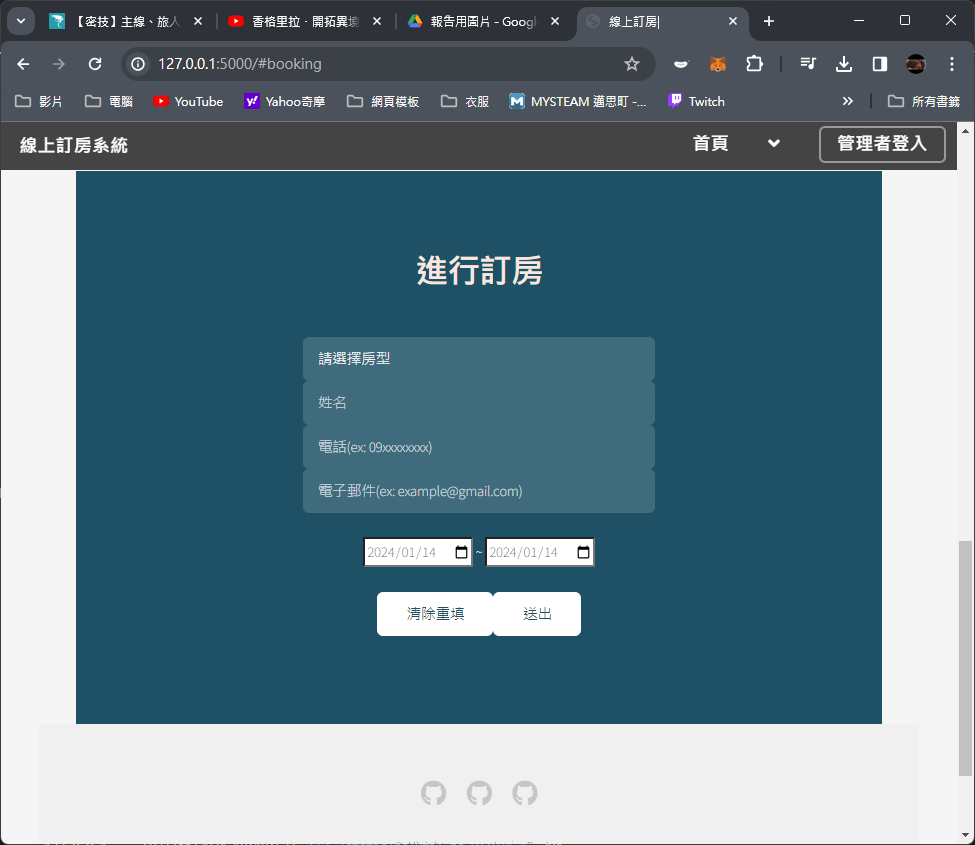 【密技】主線、旅人
香格里拉·開拓異境
報告用圖片 - Googl
線上訂房|
127.0.0.1:5000/#booking
影片
電腦
YouTube
Yahoo奇摩
網頁模板
衣服
MYSTEAM 邁思町 -...
Twitch
所有書籤
線上訂房系統
首頁
管理者登入
進行訂房
請選擇房型
姓名
電話(ex: 09xxxxxxxx)
電子郵件(ex: example@gmail.com)
2024/01/14 ~ 2024/01/14
清除重填
送出